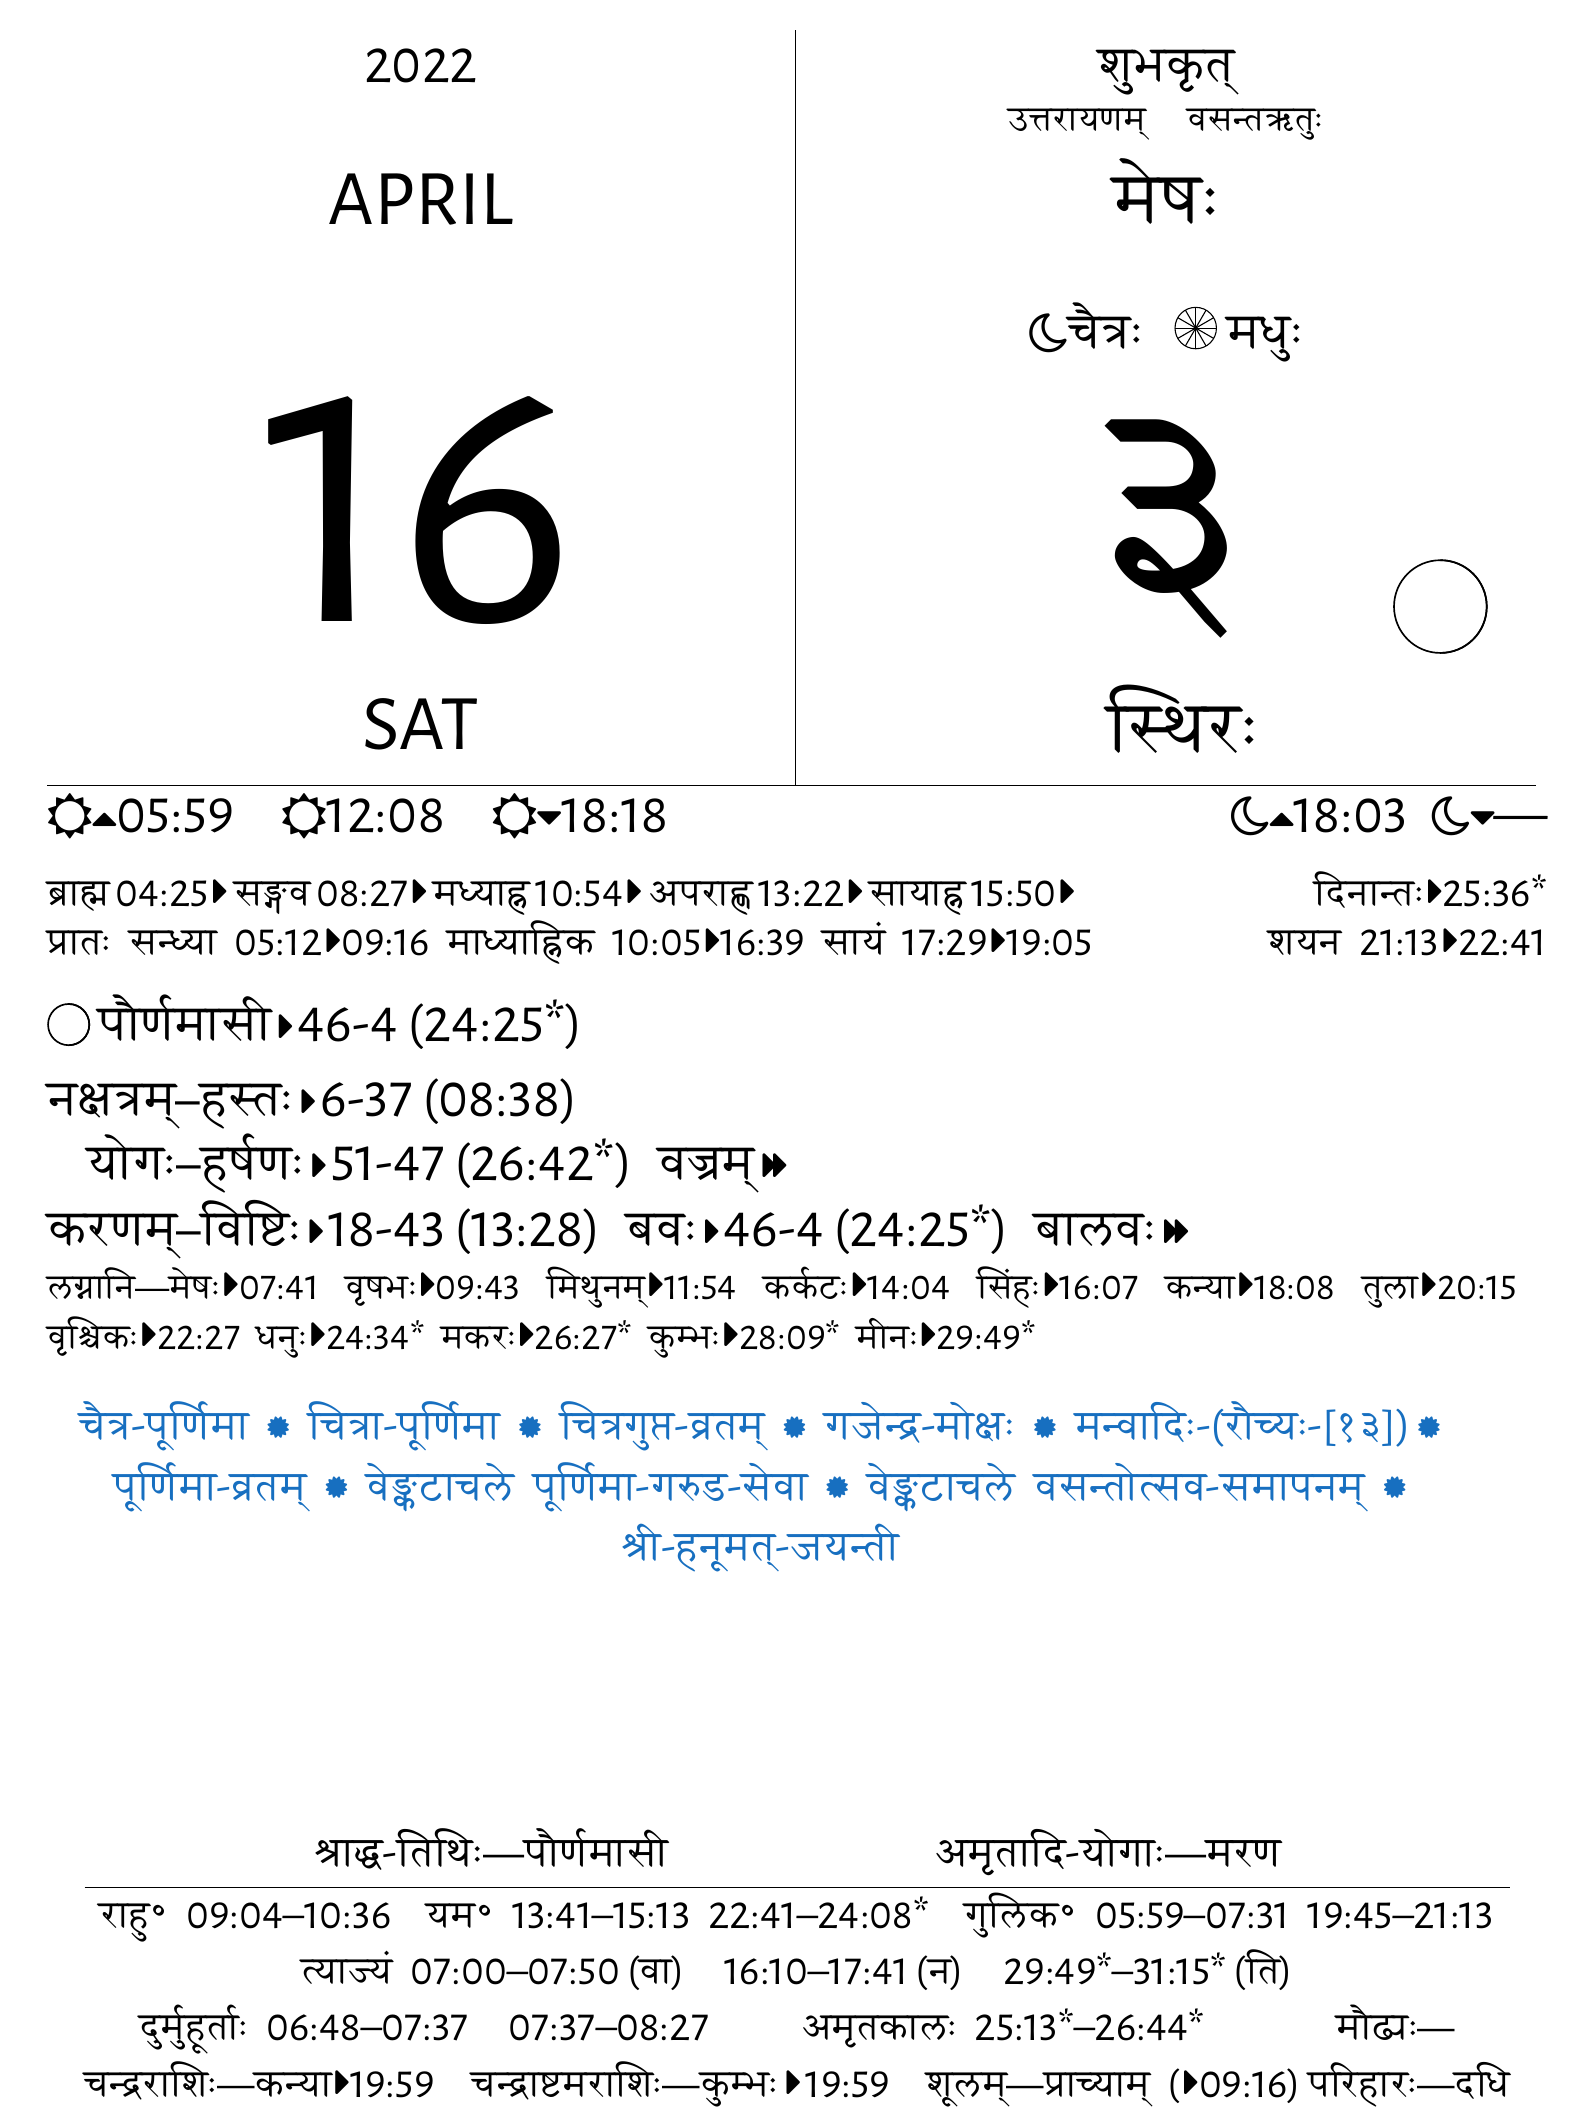 2022
APRIL
16
SAT
शुभकृत्
उत्तरायणम् वसन्तऋतुः
मेषः
चैत्रः मधुः
३
स्थिरः
05:59 12:08 18:18 18:03 —
ब्राह्म 04:25 सङ्गव 08:27 मध्याह्न 10:54 अपराह्ण 13:22 सायाह्न 15:50 दिनान्तः 25:36*
प्रातः सन्ध्या 05:12 09:16 माध्याह्निक 10:05 16:39 सायं 17:29 19:05 शयन 21:13 22:41
पौर्णमासी 46-4 (24:25*)
नक्षत्रम्–हस्तः 6-37 (08:38)
योगः–हर्षणः 51-47 (26:42*) वज्रम्
करणम्–विष्टिः 18-43 (13:28) बवः 46-4 (24:25*) बालवः
लग्नानि—मेषः 07:41 वृषभः 09:43 मिथुनम् 11:54 कर्कटः 14:04 सिंहः 16:07 कन्या 18:08 तुला 20:15
वृश्चिकः 22:27 धनुः 24:34* मकरः 26:27* कुम्भः 28:09* मीनः 29:49*
चैत्र-पूर्णिमा ✹ चित्रा-पूर्णिमा ✹ चित्रगुप्त-व्रतम् ✹ गजेन्द्र-मोक्षः ✹ मन्वादिः-(रौच्यः-[१३]) ✹
पूर्णिमा-व्रतम् ✹ वेङ्कटाचले पूर्णिमा-गरुड-सेवा ✹ वेङ्कटाचले वसन्तोत्सव-समापनम् ✹
श्री-हनूमत्-जयन्ती
श्राद्ध-तिथिः—पौर्णमासी अमृतादि-योगाः—मरण
राहु॰ 09:04–10:36 यम॰ 13:41–15:13 22:41–24:08* गुलिक॰ 05:59–07:31 19:45–21:13
त्याज्यं 07:00–07:50 (वा) 16:10–17:41 (न) 29:49*–31:15* (ति)
दुर्मुहूर्ताः 06:48–07:37 07:37–08:27 अमृतकालः 25:13*–26:44* मौढ्यः—
चन्द्रराशिः—कन्या 19:59 चन्द्राष्टमराशिः—कुम्भः 19:59 शूलम्—प्राच्याम् (09:16) परिहारः—दधि